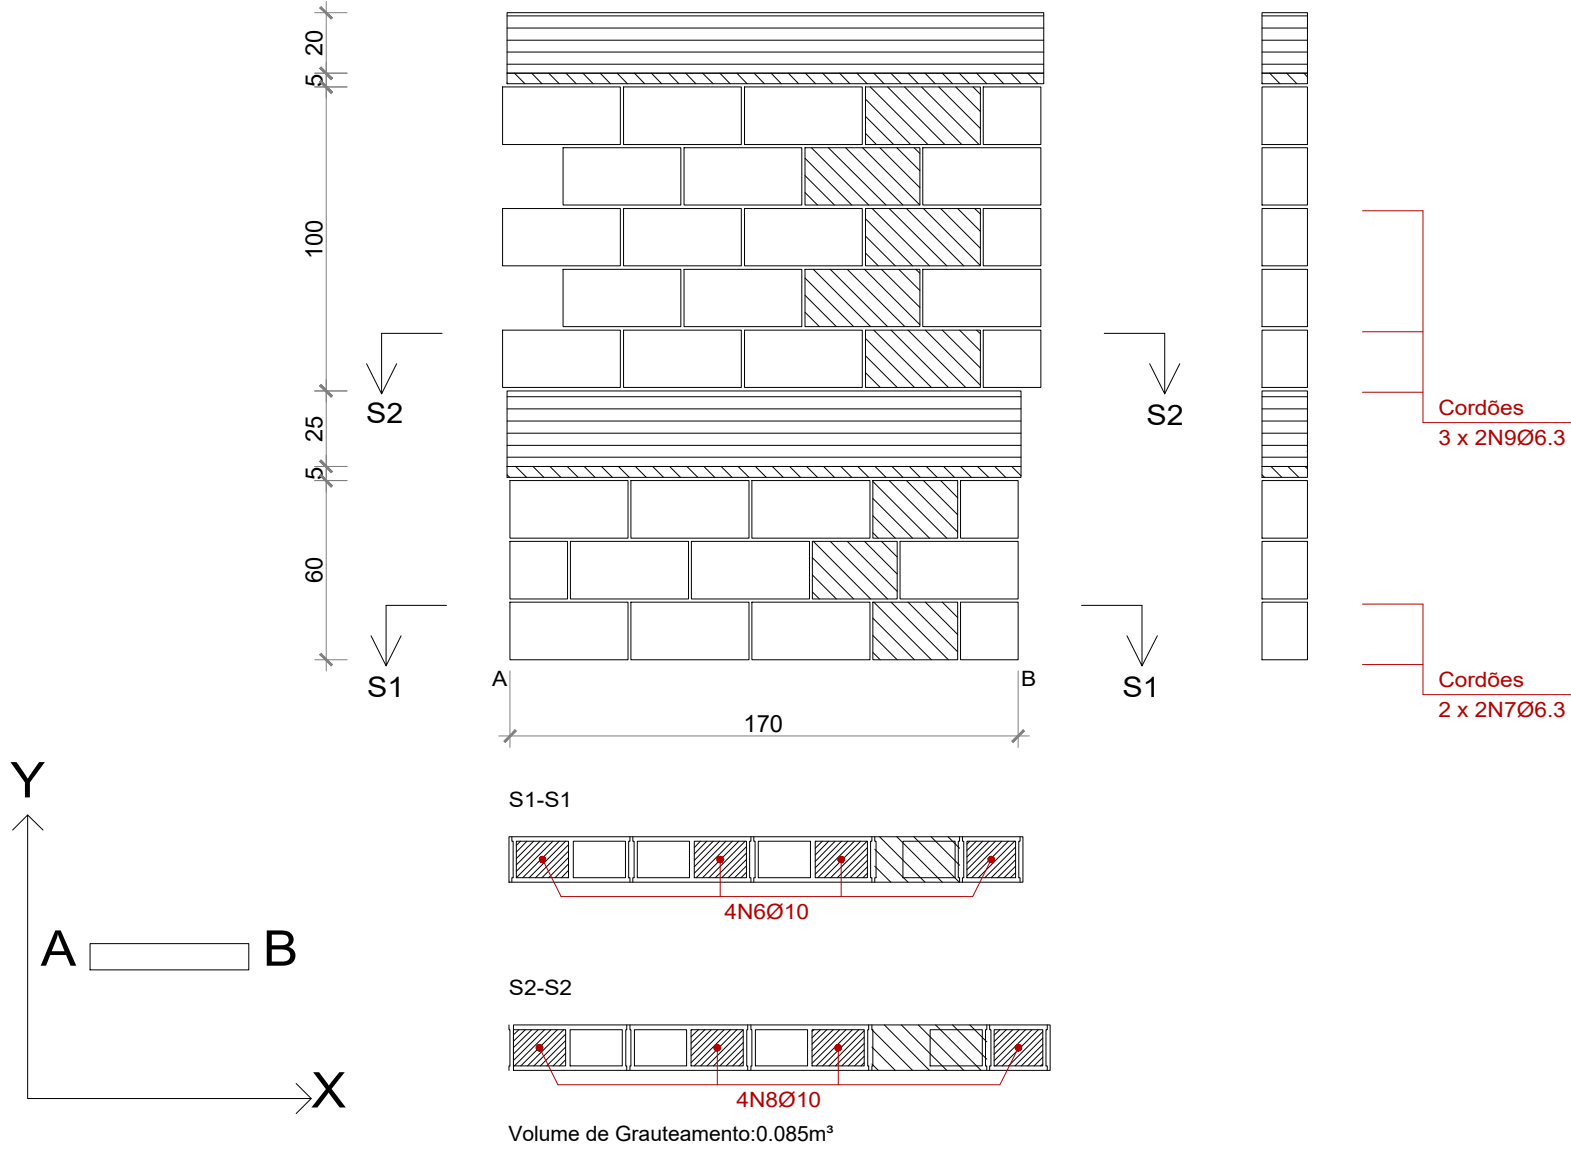 20
5
100
S2
S2
25
Cordões
3 x 2N9Ø6.3
5
60
S1
S1
A
B
Cordões
2 x 2N7Ø6.3
170
Y
S1-S1
4N6Ø10
A
B
S2-S2
4N8Ø10
X
Volume de Grauteamento:0.085m³